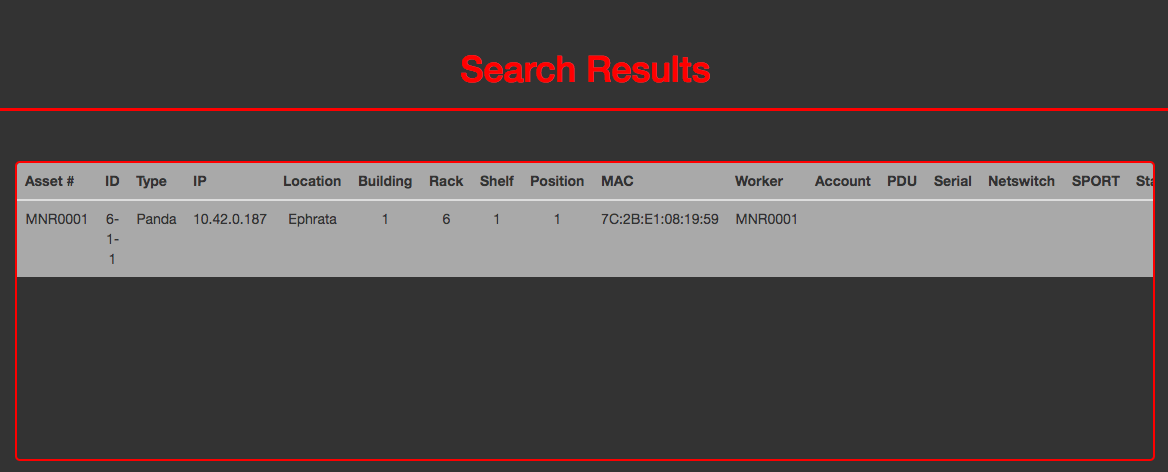 Search Results
Asset # ID Type IP Location Building Rack Shelf Position MAC Worker Account PDU Serial Netswitch SPORT Sta
MNR0001 6- Panda 10.42.0.187 Ephrata 1 6 1 1 7C:2B:E1:08:19:59 MNR0001
1-
1